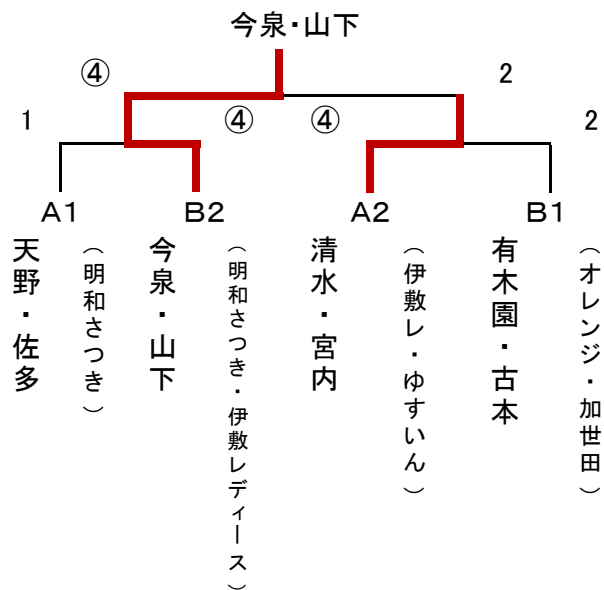 今泉・山下
④
2
1
④
④
2
A1
B2
A2
B1
天野・佐多
（明和さつき）
今泉・山下
（明和さつき・伊敷レディース）
清水・宮内
（伊敷レ・ゆすいん）
有木園・古本
（オレンジ・加世田）